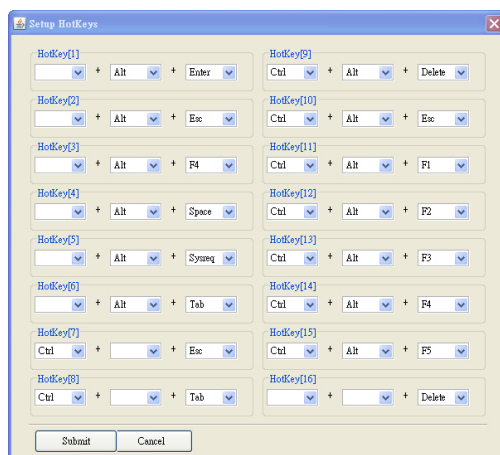 Setup HotKeys
HotKey[1]
+ Alt + Enter
HotKey[2]
+ Alt + Esc
HotKey[3]
+ Alt + F4
HotKey[4]
+ Alt + Space
HotKey[5]
+ Alt + Sysreq
HotKey[6]
+ Alt + Tab
HotKey[7]
Ctrl + + Esc
HotKey[8]
Ctrl + + Tab
HotKey[9]
Ctrl + Alt + Delete
HotKey[10]
Ctrl + Alt + Esc
HotKey[11]
Ctrl + Alt + F1
HotKey[12]
Ctrl + Alt + F2
HotKey[13]
Ctrl + Alt + F3
HotKey[14]
Ctrl + Alt + F4
HotKey[15]
Ctrl + Alt + F5
HotKey[16]
+ + Delete
Submit Cancel